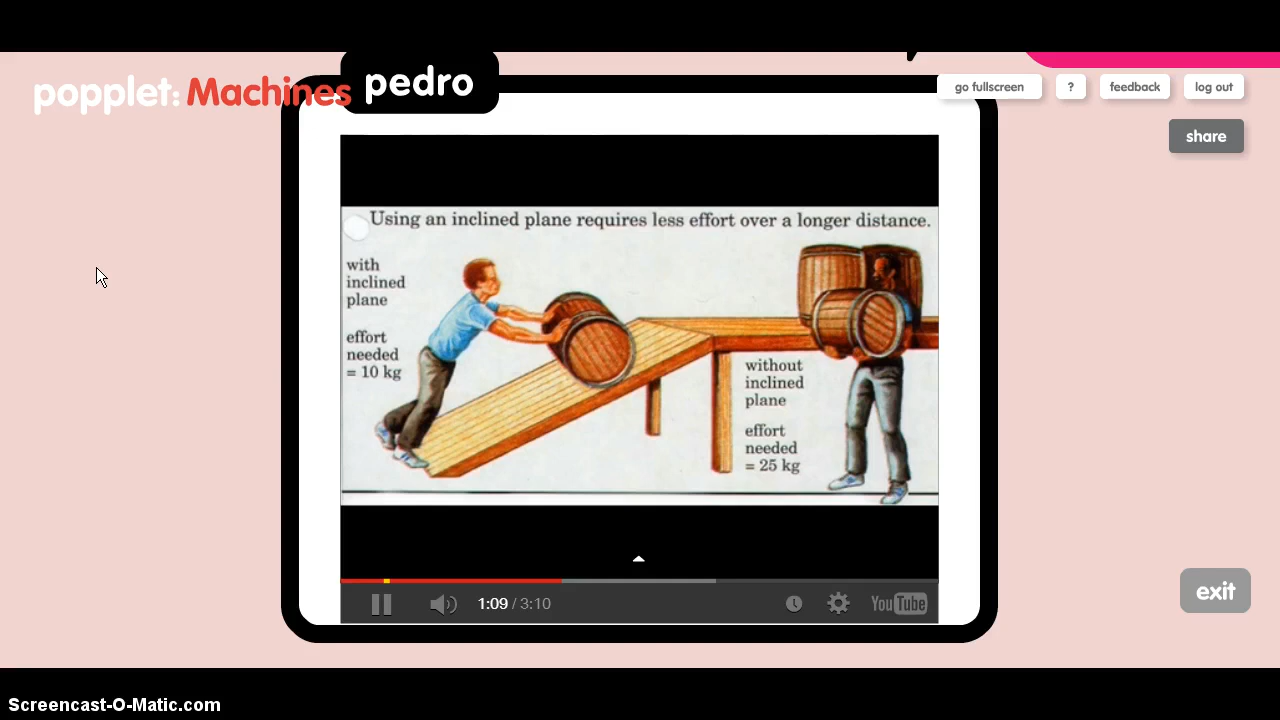 popplet: Machines
pedro
go fullscreen
?
feedback
log out
share
Using an inclined plane requires less effort over a longer distance.
with
inclined
plane
effort
needed
= 10 kg
without
inclined
plane
effort
needed
= 25 kg
1:09 / 3:10
YouTube
exit
Screencast-O-Matic.com